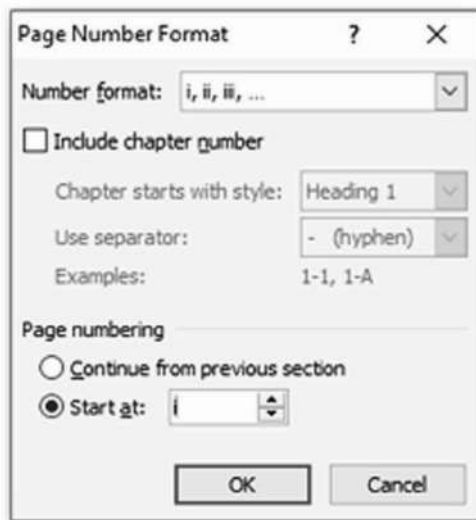 Page Number Format ? X
Number format: i, ii, iii, ...
Include chapter number
Chapter starts with style: Heading 1
Use separator: - (hyphen)
Examples: 1-1, 1-A
Page numbering
Continue from previous section
Start at: i
OK Cancel